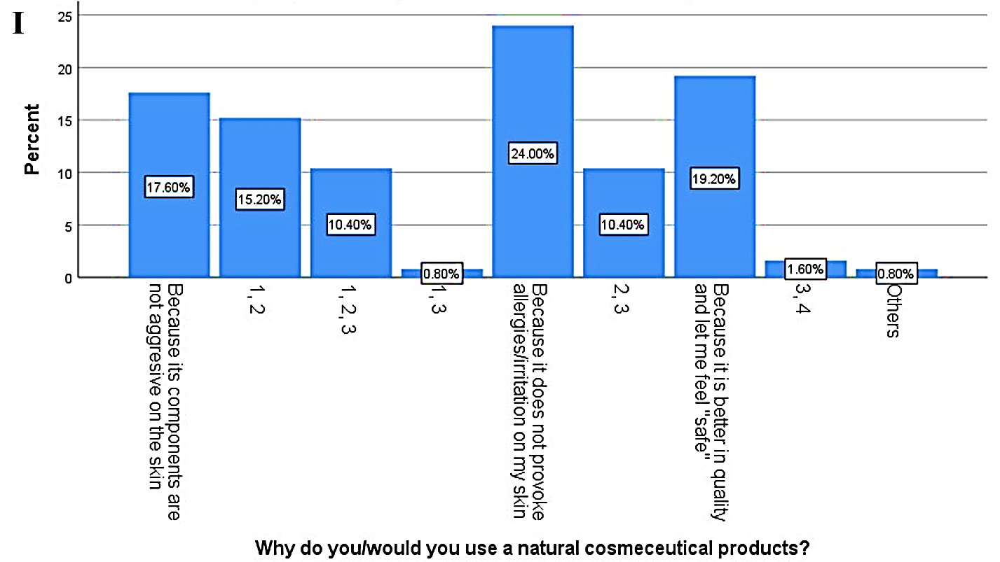 I
Percent
25
20
15
10
5
0
17.60%
15.20%
10.40%
0.80%
24.00%
10.40%
19.20%
1.60%
0.80%
Because its components are
not aggresive on the skin
1, 2
1, 2, 3
1, 3
Because it does not provoke
allergies/irritation on my skin
2, 3
Because it is better in quality
and let me feel "safe"
3, 4
Others
Why do you/would you use a natural cosmeceutical products?